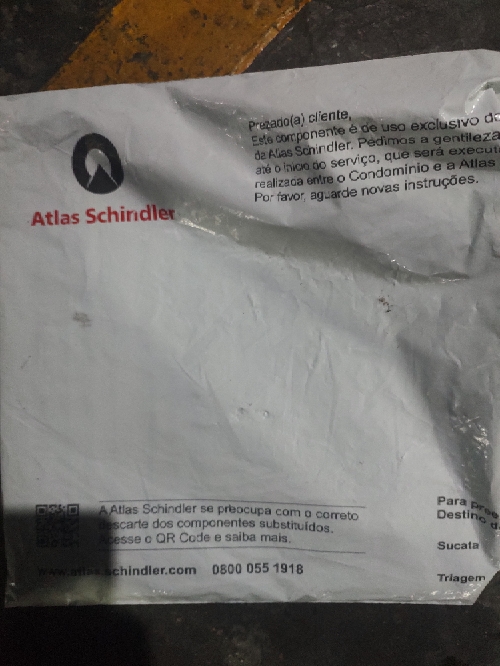 Atlas Schindler
Prezado(a) cliente,
Este componente é de uso exclusivo
da Atlas Schindler. Pedimos a gentileza
até o início do serviço, que será
realizada entre o Condomínio e a Atlas
Por favor, aguarde novas instruções.
A Atlas Schindler se preocupa com o correto
descarte dos componentes substituídos.
Acesse o QR Code e saiba mais.
www.atlas.schindler.com 0800 055 1918
Para
Destino
Sucata
Triagem